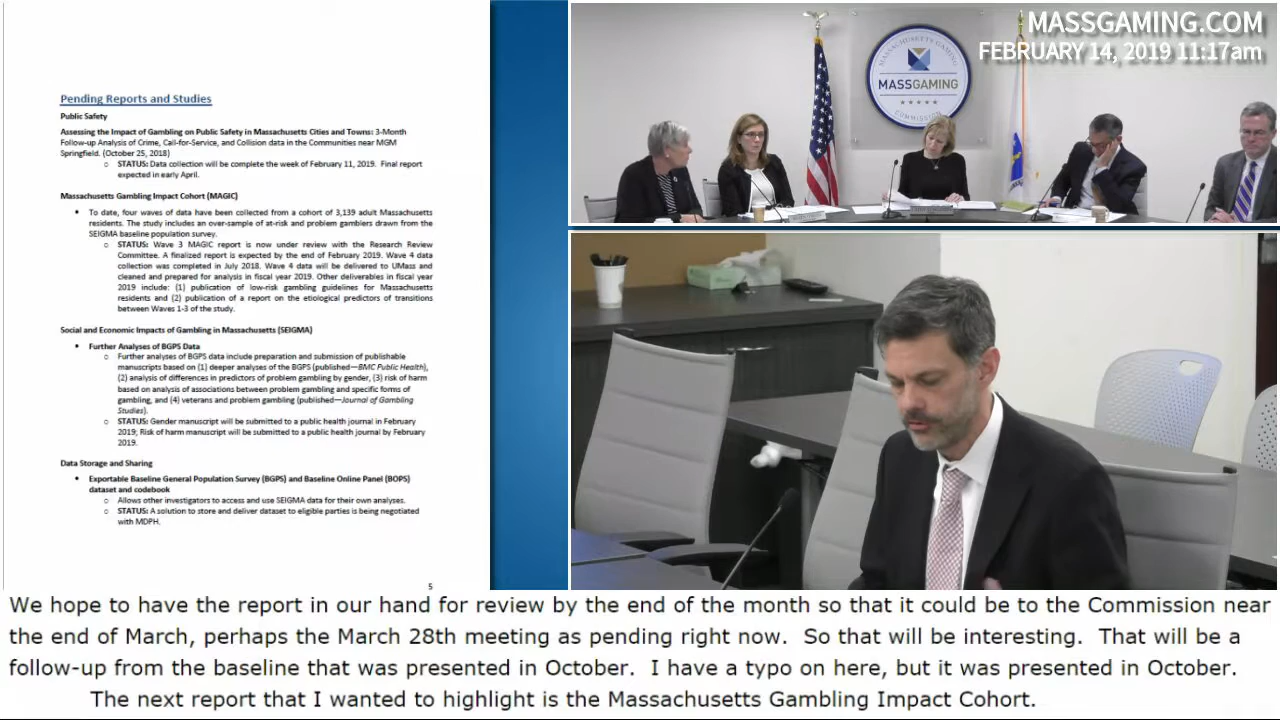 Pending Reports and Studies
Public Safety
Assessing the Impact of Gambling on Public Safety in Massachusetts Cities and Towns: 3-Month
Follow-up Analysis of Crime, Call-for-Service, and Collision data in the Communities near MGM
Springfield. (October 25, 2018)
o STATUS: Data collection will be complete the week of February 11, 2019. Final report
expected in early April.
Massachusetts Gambling Impact Cohort (MAGIC)
• To date, four waves of data have been collected from a cohort of 3,139 adult Massachusetts
residents. The study includes an over-sample of at-risk and problem gamblers drawn from the
SEIGMA baseline population survey.
o STATUS: Wave 3 MAGIC report is now under review with the Research Review
Committee. A finalized report is expected by the end of February 2019. Wave 4 data
collection was completed in July 2018. Wave 4 data will be delivered to UMass and
cleaned and prepared for analysis in fiscal year 2019. Other deliverables in fiscal year
2019 include: (1) publication of low-risk gambling guidelines for Massachusetts
residents and (2) publication of a report on the etiological predictors of transitions
between Waves 1-3 of the study.
Social and Economic Impacts of Gambling in Massachusetts (SEIGMA)
• Further Analyses of BGPS Data
o Further analyses of BGPS data include preparation and submission of publishable
manuscripts based on (1) deeper analyses of the BGPS (published—BMC Public Health),
(2) analysis of differences in predictors of problem gambling by gender, (3) risk of harm
based on analysis of associations between problem gambling and specific forms of
gambling, and (4) veterans and problem gambling (published—Journal of Gambling
Studies).
o STATUS: Gender manuscript will be submitted to a public health journal in February
2019; Risk of harm manuscript will be submitted to a public health journal by February
2019.
Data Storage and Sharing
• Exportable Baseline General Population Survey (BGPS) and Baseline Online Panel (BOPS)
dataset and codebook
o Allows other investigators to access and use SEIGMA data for their own analyses.
o STATUS: A solution to store and deliver dataset to eligible parties is being negotiated
with MDPH.
5
MASSGAMING.COM
FEBRUARY 14, 2019 11:17am
MASSACHUSETTS GAMING
MASSGAMING
COMMISSION
We hope to have the report in our hand for review by the end of the month so that it could be to the Commission near
the end of March, perhaps the March 28th meeting as pending right now.  So that will be interesting.  That will be a
follow-up from the baseline that was presented in October.  I have a typo on here, but it was presented in October.
The next report that I wanted to highlight is the Massachusetts Gambling Impact Cohort.